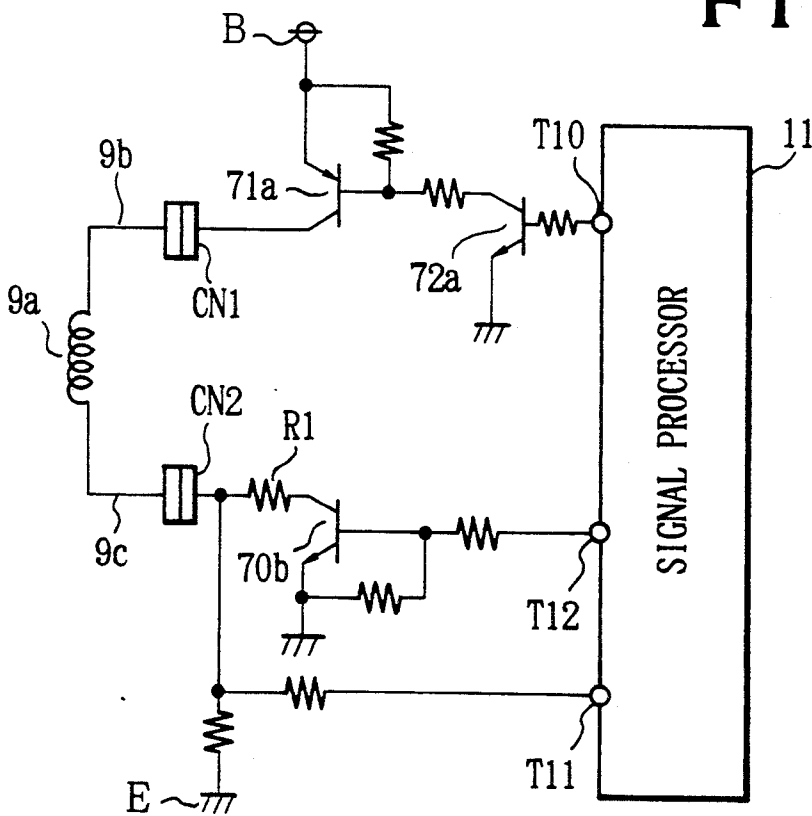 B
T10
11
9b
71a
72a
CN1
9a
CN2
R1
SIGNAL PROCESSOR
9c
70b
T12
T11
E